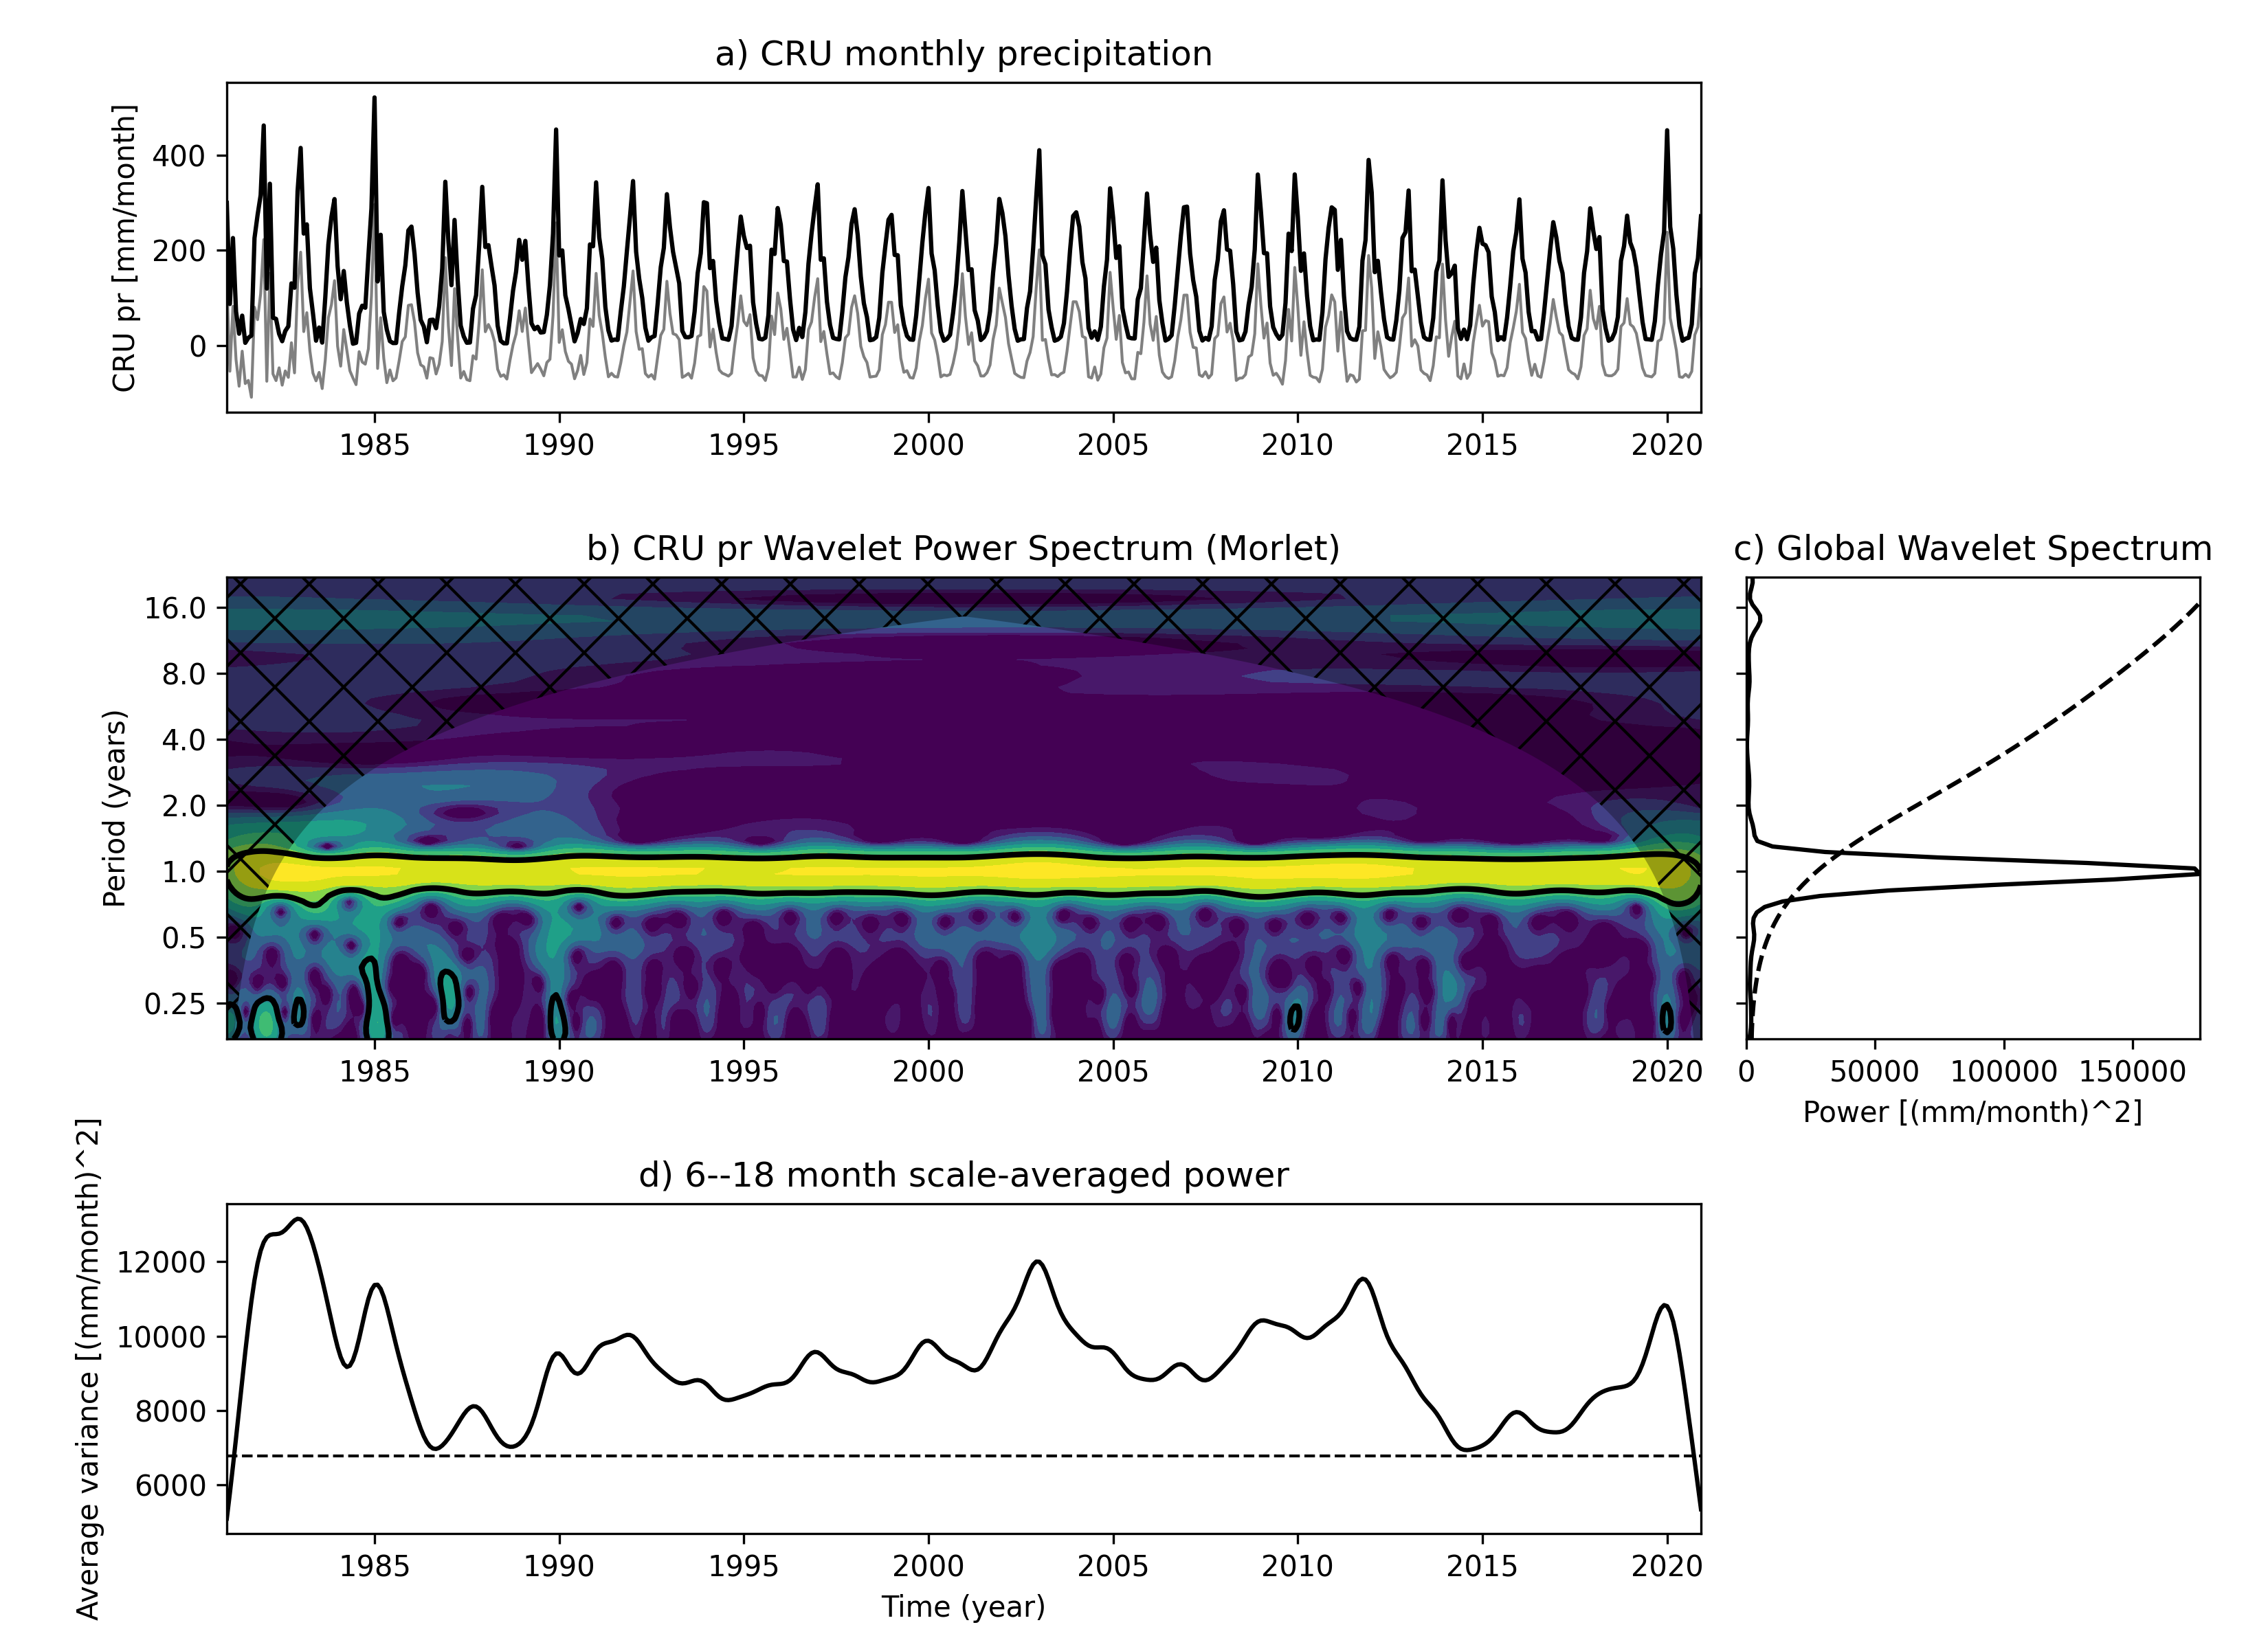 a) CRU monthly precipitation
CRU pr [mm/month]
400
200
0
1985 1990 1995 2000 2005 2010 2015 2020
b) CRU pr Wavelet Power Spectrum (Morlet)
Period (years)
16.0
8.0
4.0
2.0
1.0
0.5
0.25
1985 1990 1995 2000 2005 2010 2015 2020
c) Global Wavelet Spectrum
0 50000 100000 150000
Power [(mm/month)^2]
d) 6--18 month scale-averaged power
Average variance [(mm/month)^2]
12000
10000
8000
6000
1985 1990 1995 2000 2005 2010 2015 2020
Time (year)